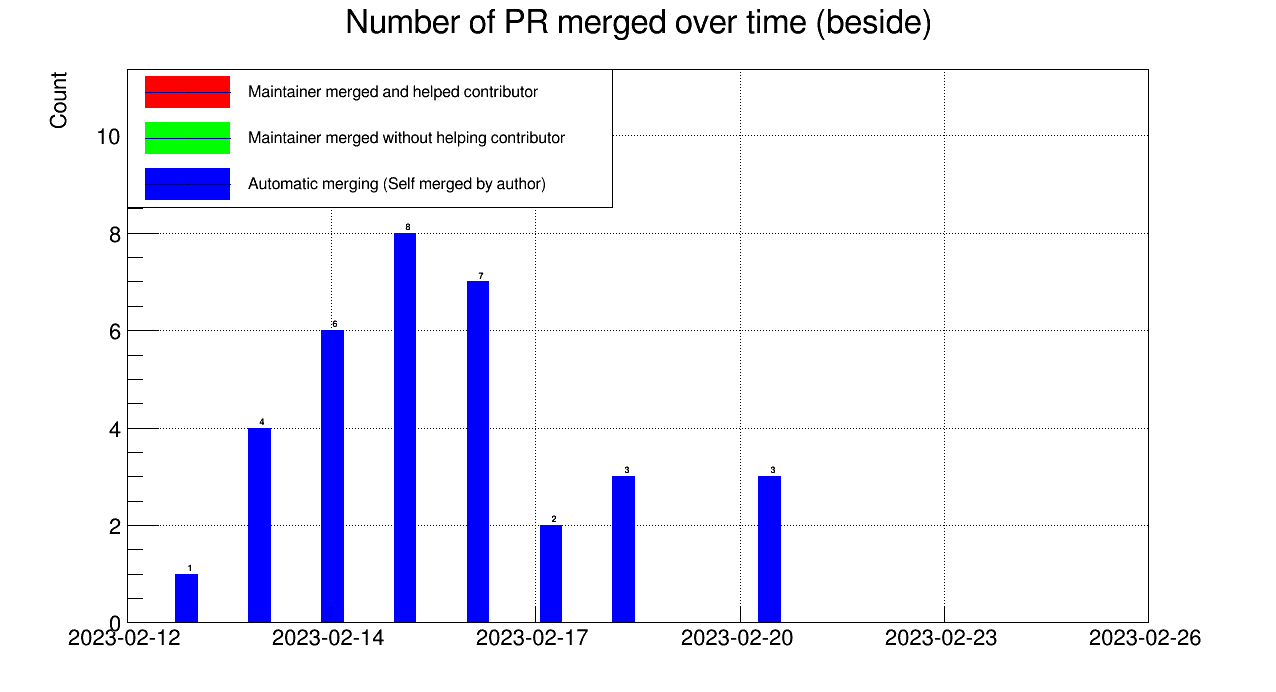 Number of PR merged over time (beside)
Count
Maintainer merged and helped contributor
Maintainer merged without helping contributor
Automatic merging (Self merged by author)
10
8
6
4
2
0
8
7
6
4
3
3
2
1
2023-02-12 2023-02-14 2023-02-17 2023-02-20 2023-02-23 2023-02-26